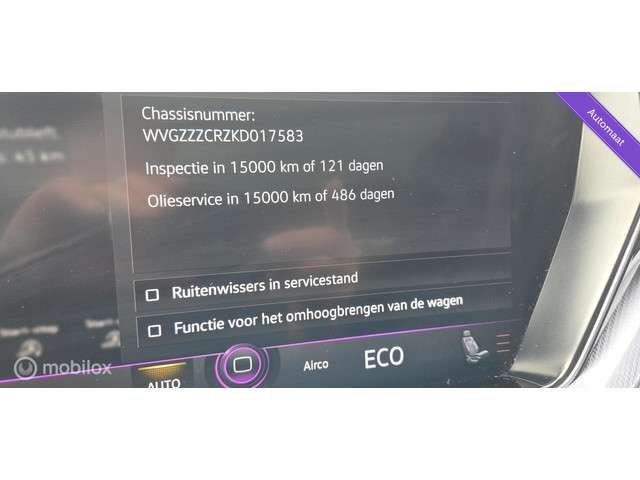 Automaat
Chassisnummer:
WVGZZZCRZKD017583
Inspectie in 15000 km of 121 dagen
Olieservice in 15000 km of 486 dagen
Ruitenwissers in servicestand
Functie voor het omhoogbrengen van de wagen
mobilox
AUTO
Airco
ECO